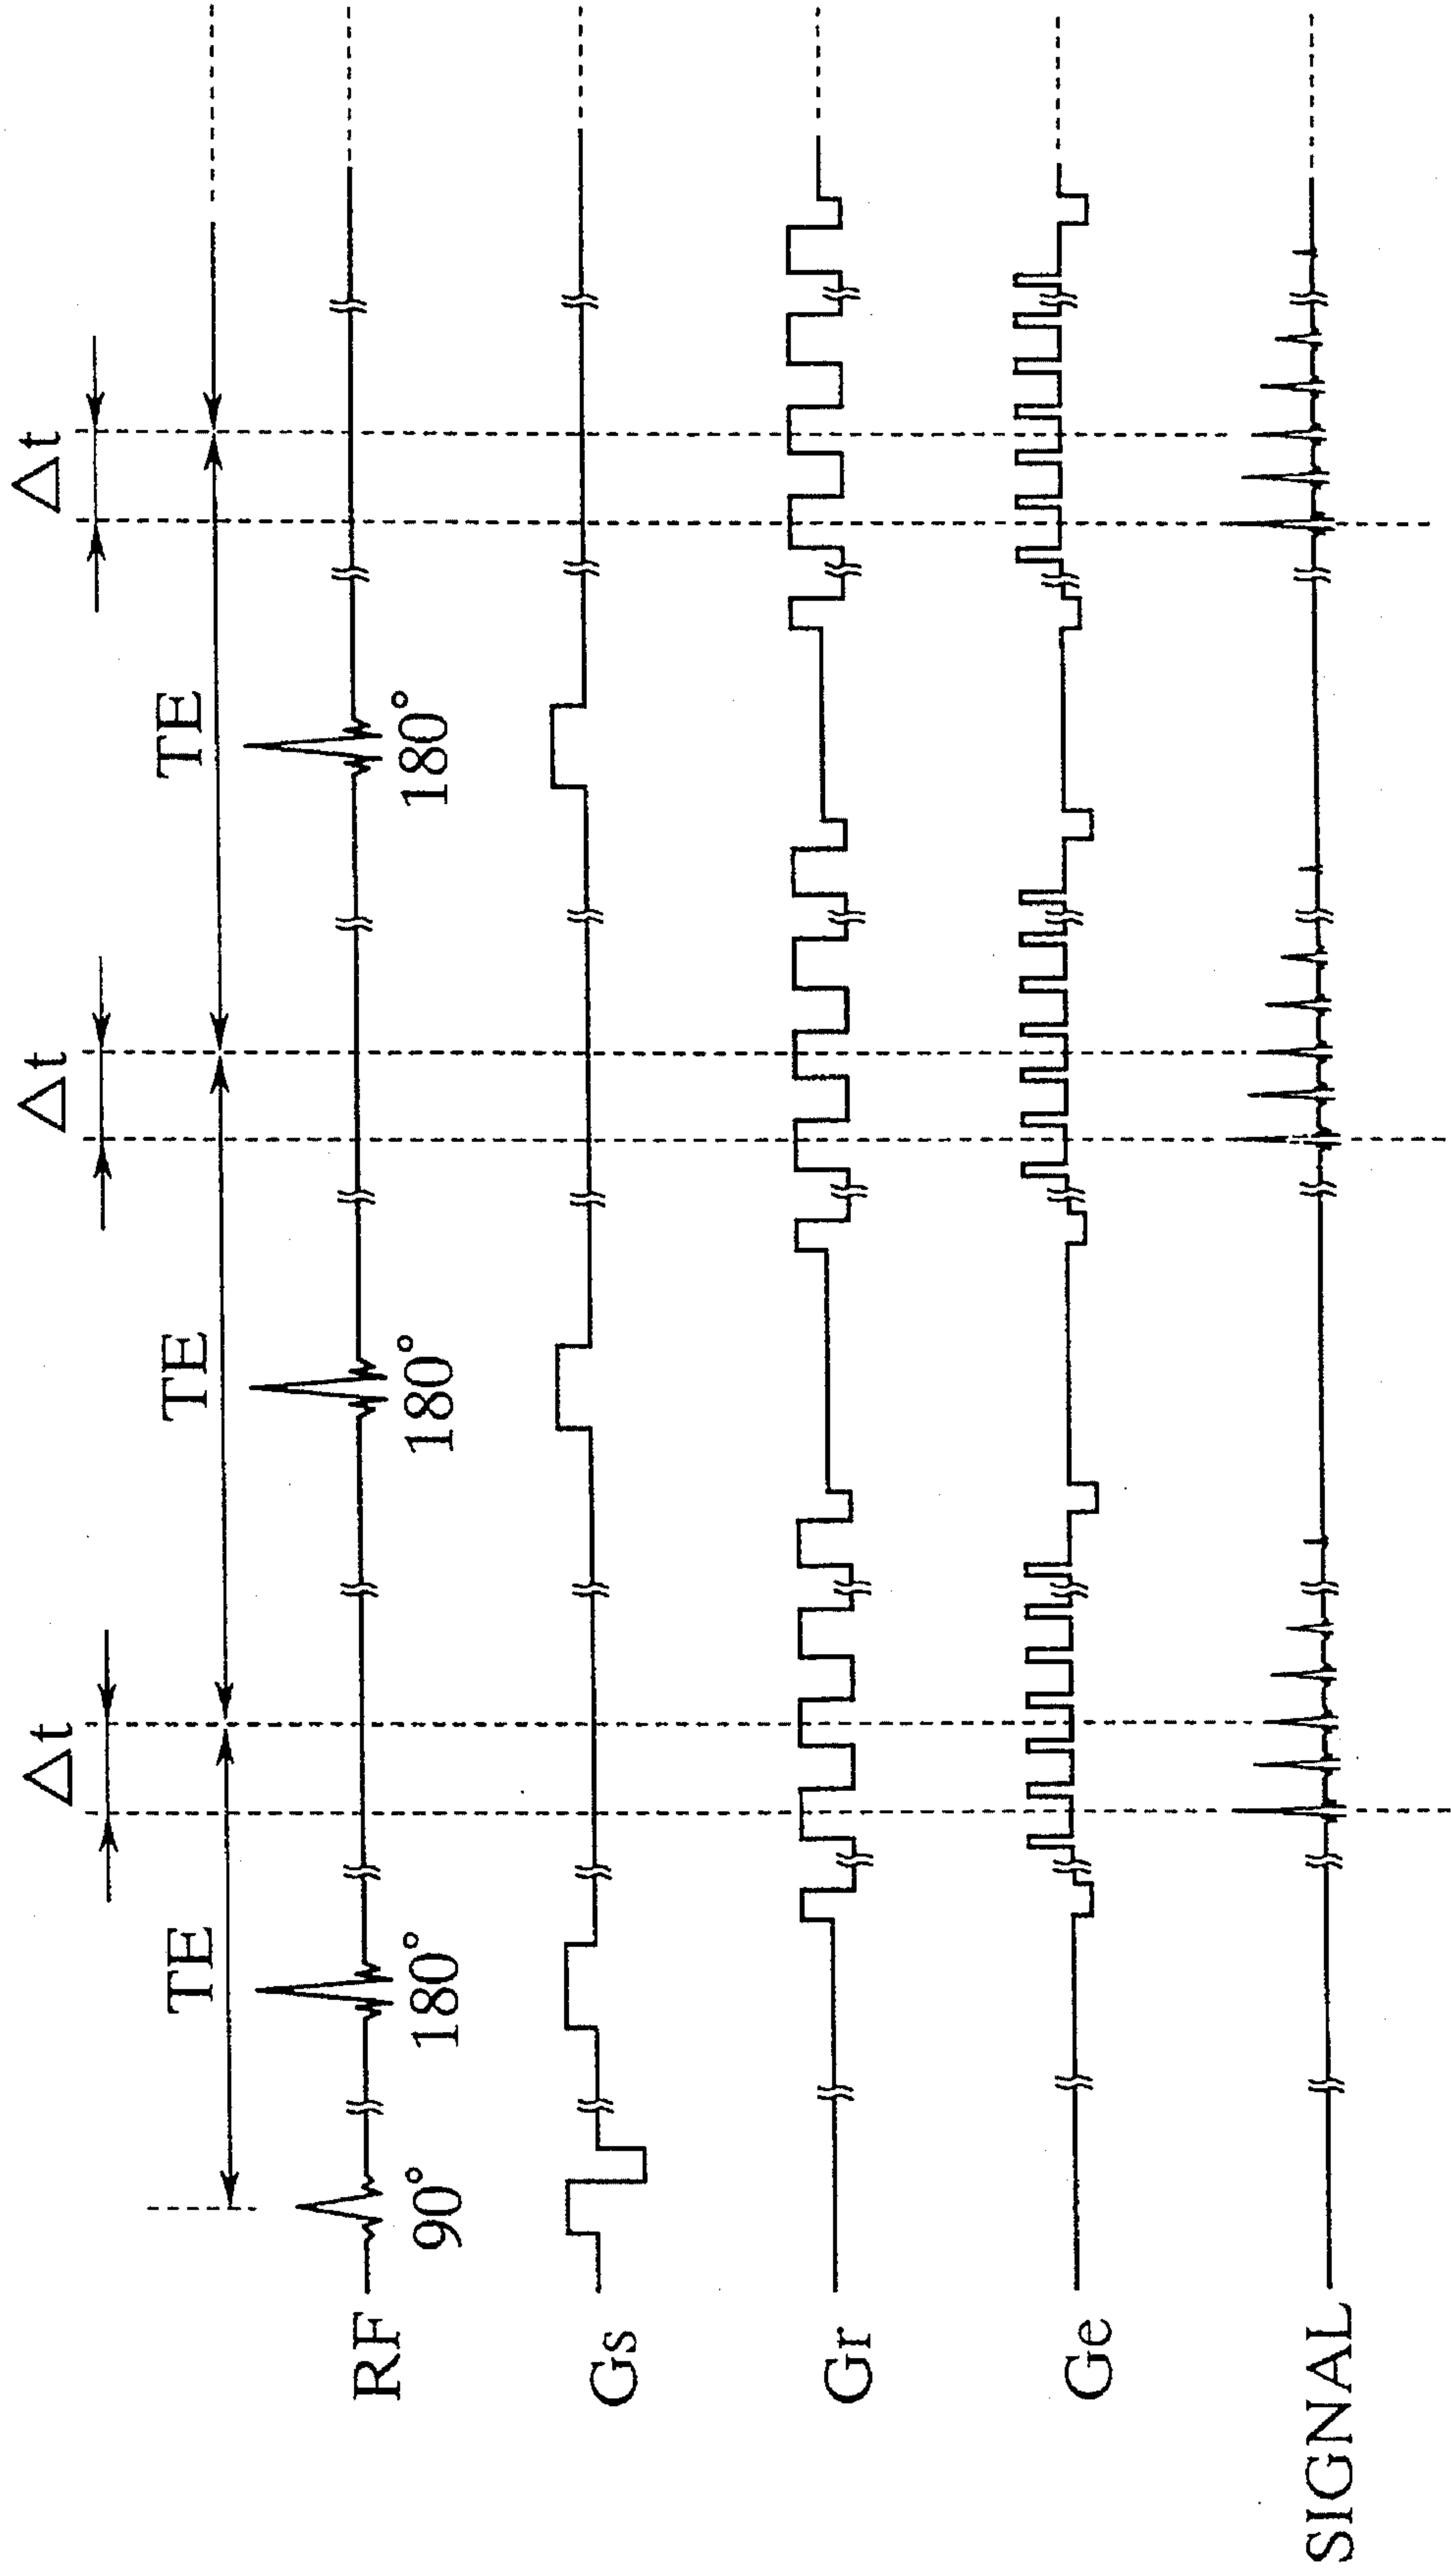 Δt Δt Δt
TE TE TE
RF
90° 180° 180° 180°
Gs
Gr
Ge
SIGNAL